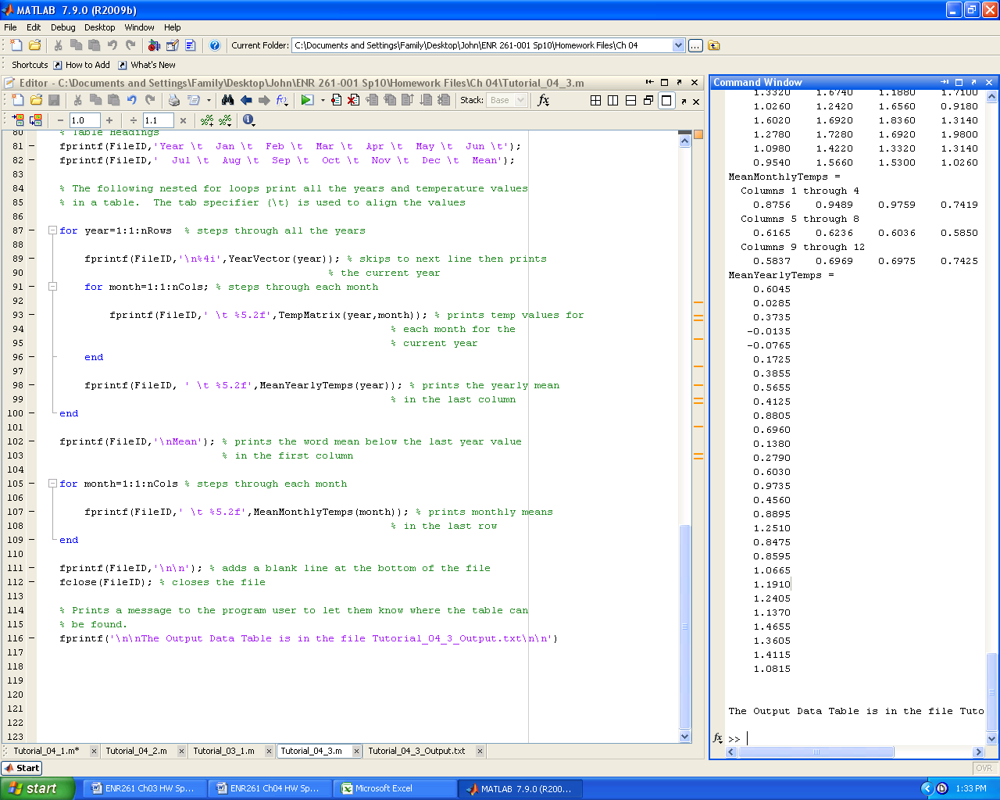 MATLAB 7.9.0 (R2009b)
File Edit Debug Desktop Window Help
Current Folder: C:\Documents and Settings\Family\Desktop\John\ENR 261-001 Sp10\Homework Files\Ch 04
Shortcuts How to Add What's New
Editor - C:\Documents and Settings\Family\Desktop\John\ENR 261-001 Sp10\Homework Files\Ch 04\Tutorial_04_3.m
Stack: Base
1.0 1.1
80 % Table Headings
81 fprintf(FileID,'Year \t Jan \t Feb \t Mar \t Apr \t May \t Jun \t');
82 fprintf(FileID,' Jul \t Aug \t Sep \t Oct \t Nov \t Dec \t Mean');
83
84 % The following nested for loops print all the years and temperature values
85 % in a table. The tab specifier (\t) is used to align the values
86
87 for year=1:1:nRows % steps through all the years
88
89 fprintf(FileID,'\n%4i',YearVector(year)); % skips to next line then prints
90 % the current year
91 for month=1:1:nCols; % steps through each month
92
93 fprintf(FileID,' \t %5.2f',TempMatrix(year,month)); % prints temp values for
94 % each month for the
95 % current year
96 end
97
98 fprintf(FileID, ' \t %5.2f',MeanYearlyTemps(year)); % prints the yearly mean
99 % in the last column
100 end
101
102 fprintf(FileID,'\nMean'); % prints the word mean below the last year value
103 % in the first column
104
105 for month=1:1:nCols % steps through each month
106
107 fprintf(FileID,' \t %5.2f',MeanMonthlyTemps(month)); % prints monthly means
108 % in the last row
109 end
110
111 fprintf(FileID,'\n\n'); % adds a blank line at the bottom of the file
112 fclose(FileID); % closes the file
113
114 % Prints a message to the program user to let them know where the table can
115 % be found.
116 fprintf('\n\nThe Output Data Table is in the file Tutorial_04_3_Output.txt\n\n')
117
118
119
120
121
122
123
Tutorial_04_1.m* Tutorial_04_2.m Tutorial_03_1.m Tutorial_04_3.m Tutorial_04_3_Output.txt
Command Window
1.3320 1.6740 1.1880 1.7100
1.0260 1.2420 1.6560 0.9180
1.6020 1.6920 1.8360 1.3140
1.2780 1.7280 1.6920 1.9800
1.0980 1.4220 1.3320 1.3140
0.9540 1.5660 1.5300 1.0260
MeanMonthlyTemps =
Columns 1 through 4
0.8756 0.9489 0.9759 0.7419
Columns 5 through 8
0.6165 0.6236 0.6036 0.5850
Columns 9 through 12
0.5837 0.6969 0.6975 0.7425
MeanYearlyTemps =
0.6045
0.0285
0.3735
-0.0135
-0.0765
0.1725
0.3855
0.5655
0.4125
0.8805
0.6960
0.1380
0.2790
0.6030
0.9735
0.4560
0.8895
1.2510
0.8475
0.8595
1.0665
1.1910
1.2405
1.1370
1.4655
1.3605
1.4115
1.0815
The Output Data Table is in the file Tuto
fx >>
Start OVR
start ENR261 Ch03 HW Sp... ENR261 Ch04 HW Sp... Microsoft Excel MATLAB 7.9.0 (R200... 1:33 PM